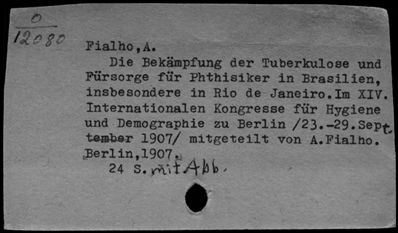 O
12080
Fialho,A.
Die Bekämpfung der Tuberkulose und
Fürsorge für Phthisiker in Brasilien,
insbesondere in Rio de Janeiro.Im XIV.
Internationalen Kongresse für Hygiene
und Demographie zu Berlin /23.-29.Sept
tember 1907/ mitgeteilt von A.Fialho.
Berlin,1907.
24 S. mit Abb.